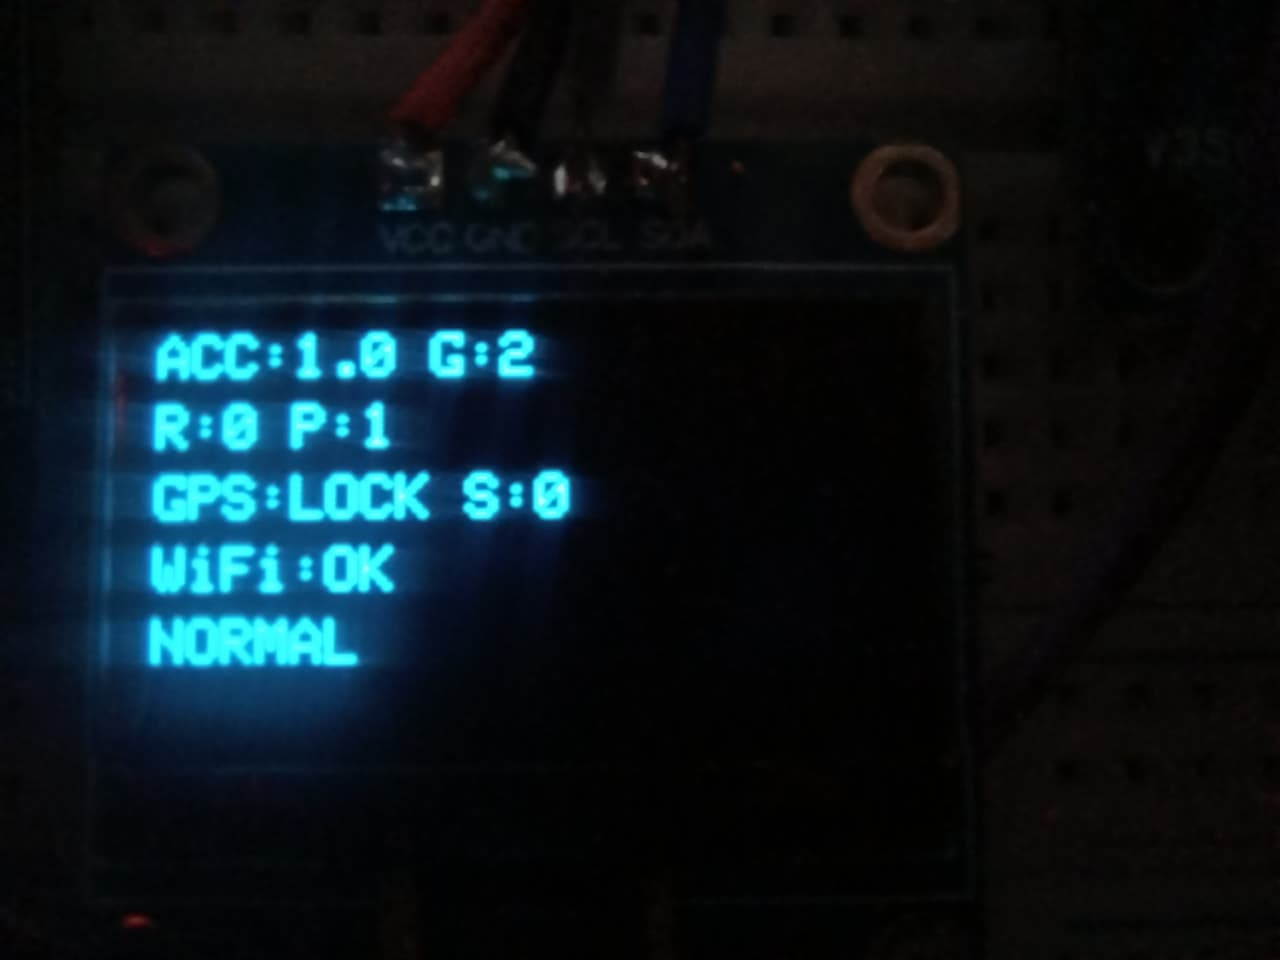 VCC GND SCL SDA
ACC:1.0 G:2
R:0 P:1
GPS:LOCK S:0
WiFi:OK
NORMAL